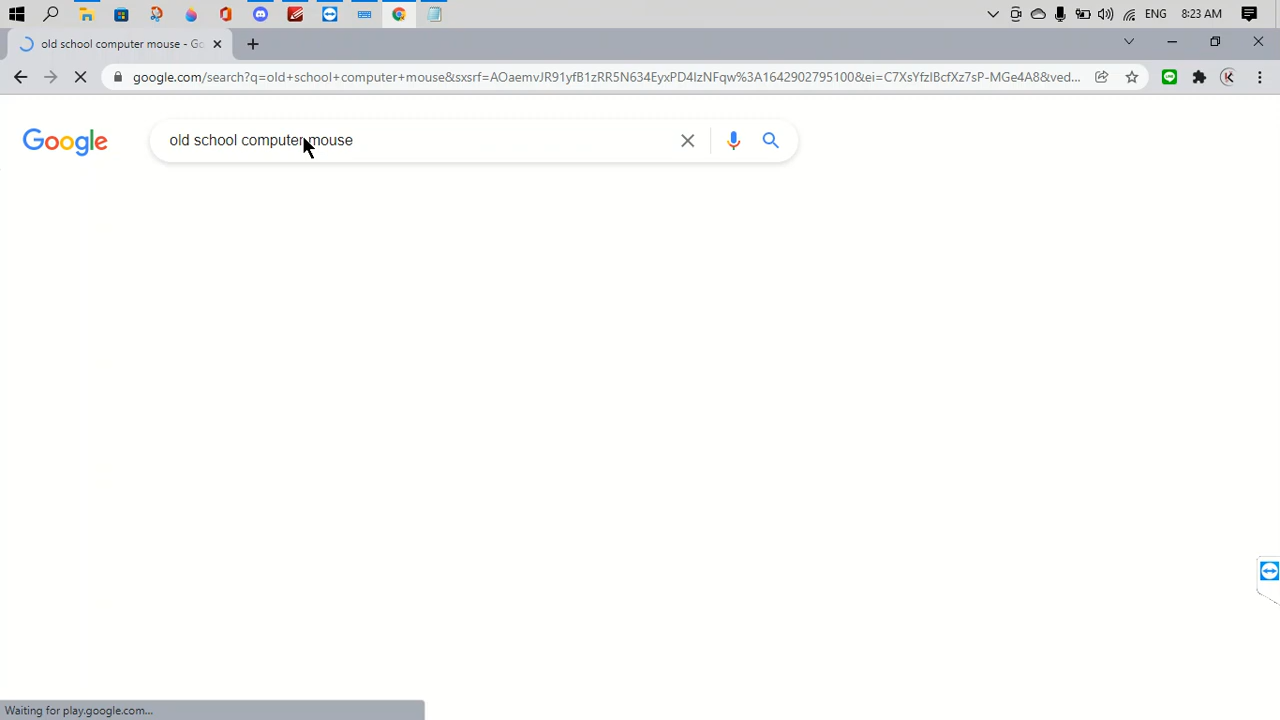 ENG
8:23 AM
old school computer mouse - Go
google.com/search?q=old+school+computer+mouse&sxsrf=AOaemvJR91yfB1zRR5N634EyxPD4lzNFqw%3A1642902795100&ei=C7XsYfzlBcfXz7sP-MGe4A8&ved...
Google
old school computer mouse
Waiting for play.google.com...